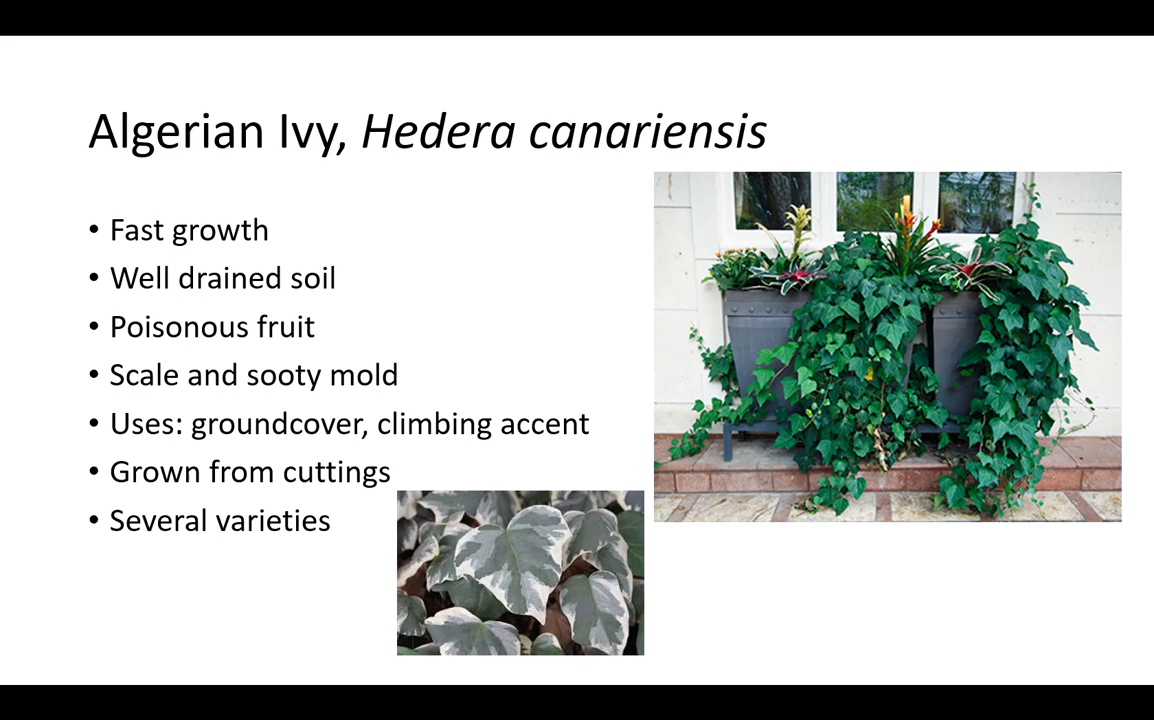 Algerian Ivy, Hedera canariensis
• Fast growth
• Well drained soil
• Poisonous fruit
• Scale and sooty mold
• Uses: groundcover, climbing accent
• Grown from cuttings
• Several varieties